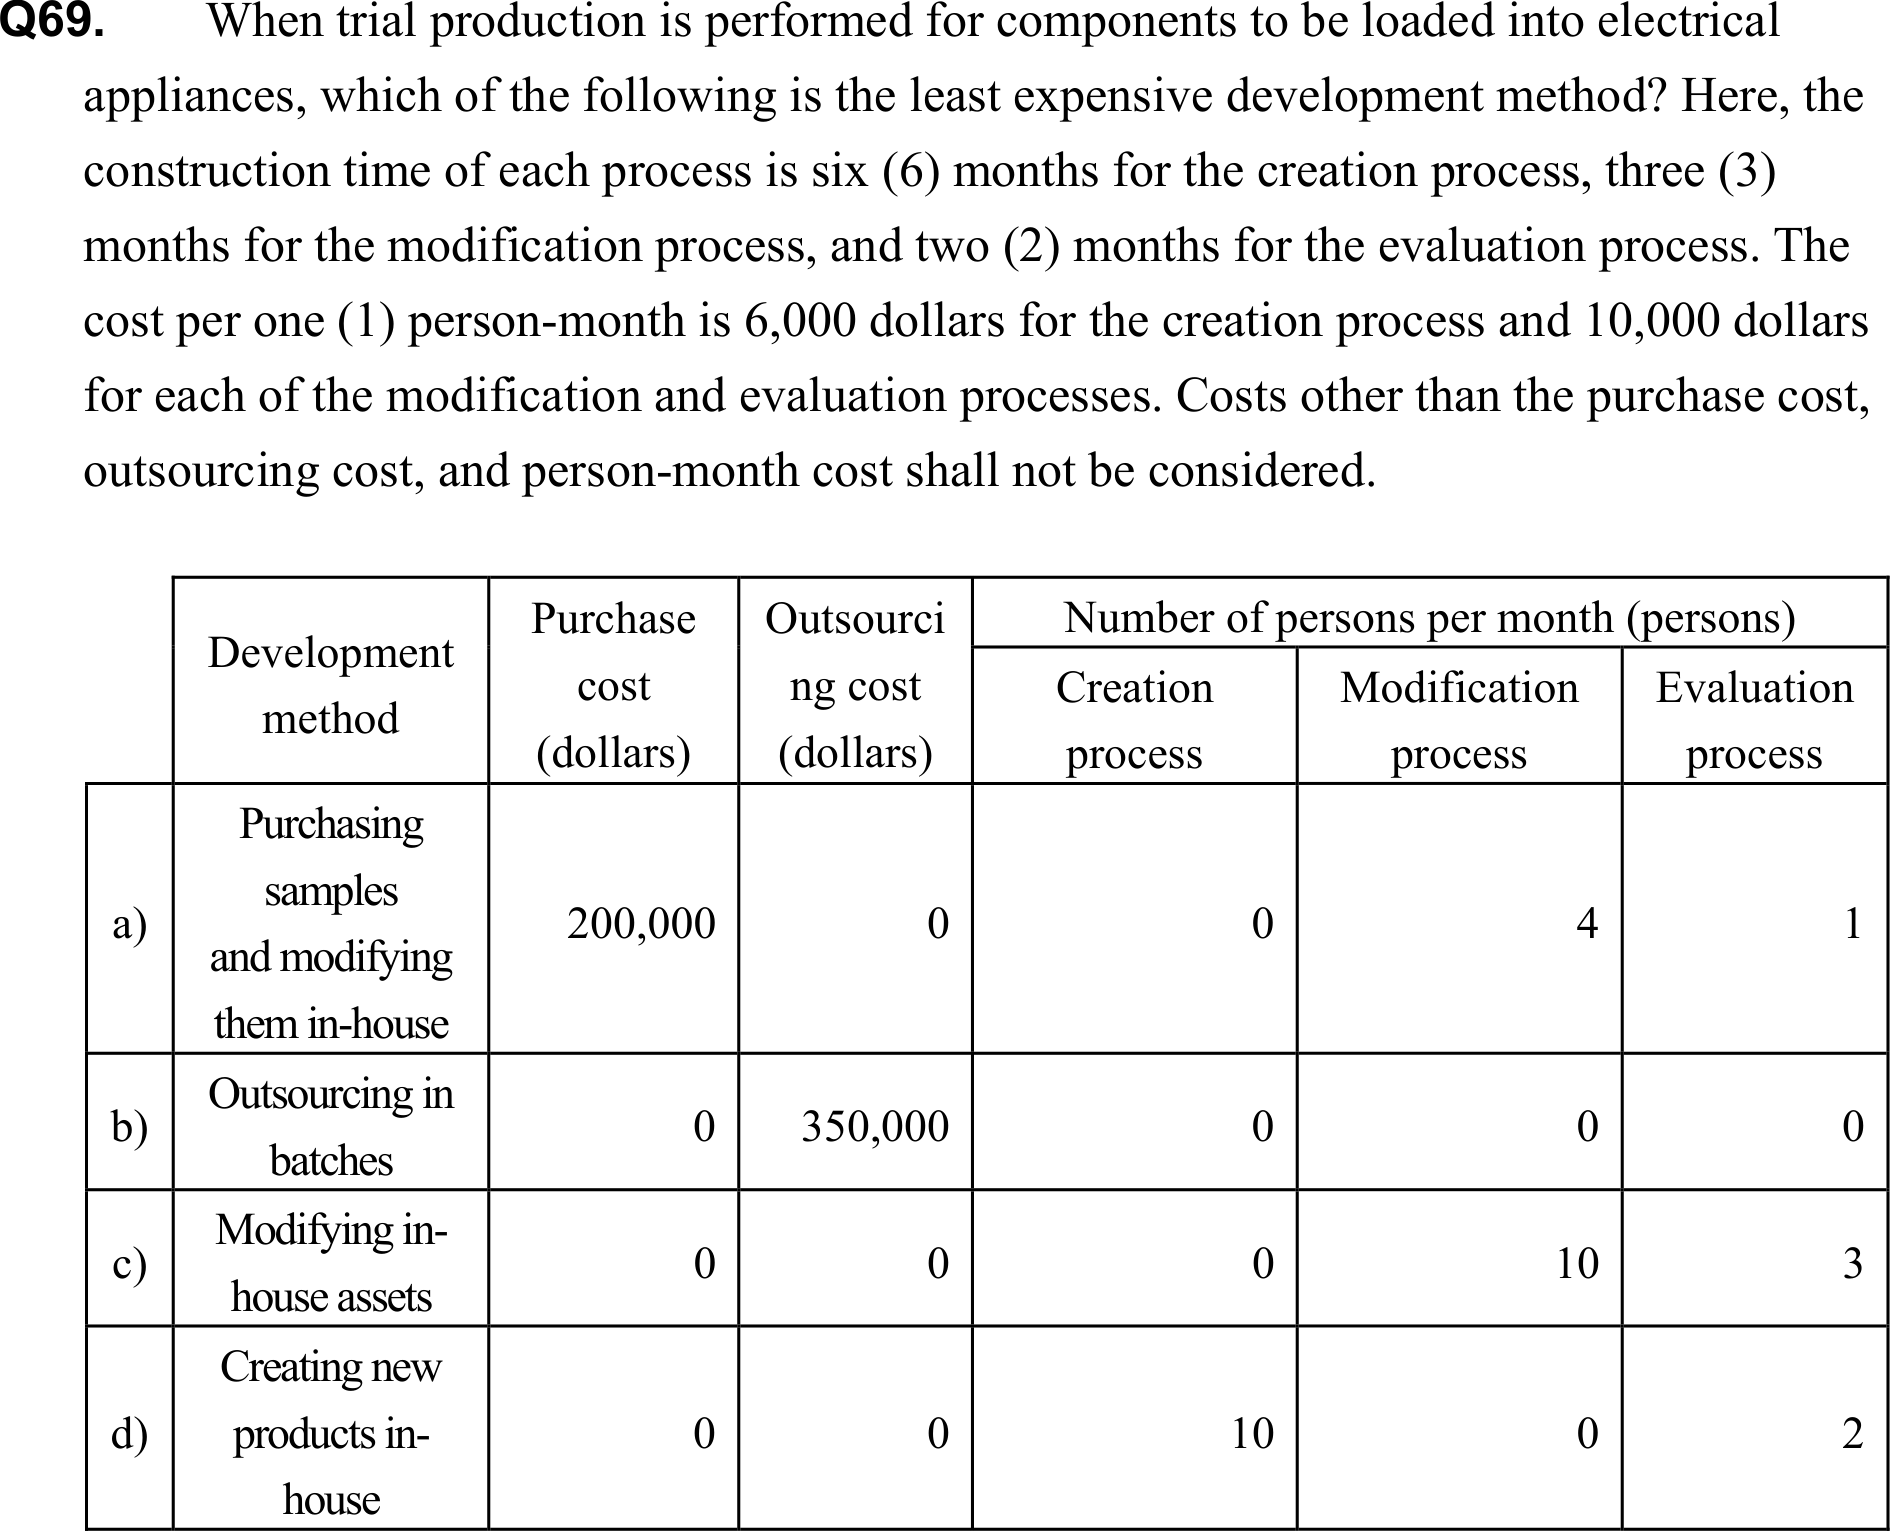 Q69. When trial production is performed for components to be loaded into electrical
appliances, which of the following is the least expensive development method? Here, the
construction time of each process is six (6) months for the creation process, three (3)
months for the modification process, and two (2) months for the evaluation process. The
cost per one (1) person-month is 6,000 dollars for the creation process and 10,000 dollars
for each of the modification and evaluation processes. Costs other than the purchase cost,
outsourcing cost, and person-month cost shall not be considered.
Development
method
Purchase
cost
(dollars)
Outsourci
ng cost
(dollars)
Number of persons per month (persons)
Creation
process
Modification
process
Evaluation
process
a)
Purchasing
samples
and modifying
them in-house
200,000
0
0
4
1
b)
Outsourcing in
batches
0
350,000
0
0
0
c)
Modifying in-
house assets
0
0
0
10
3
d)
Creating new
products in-
house
0
0
10
0
2